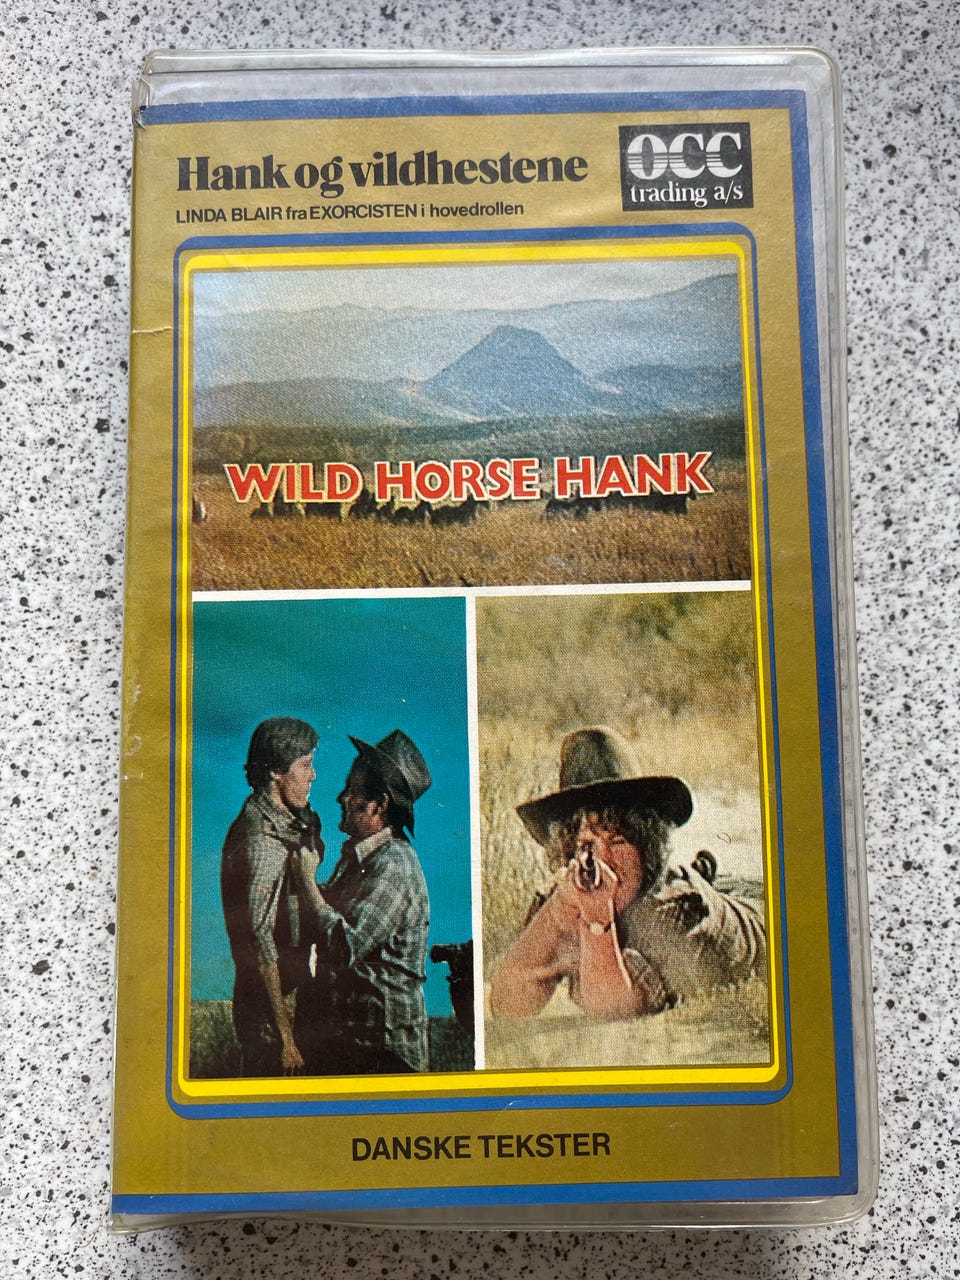 Hank og vildhestene
LINDA BLAIR fra EXORCISTEN i hovedrollen
OCC
trading a/s
WILD HORSE HANK
DANSKE TEKSTER